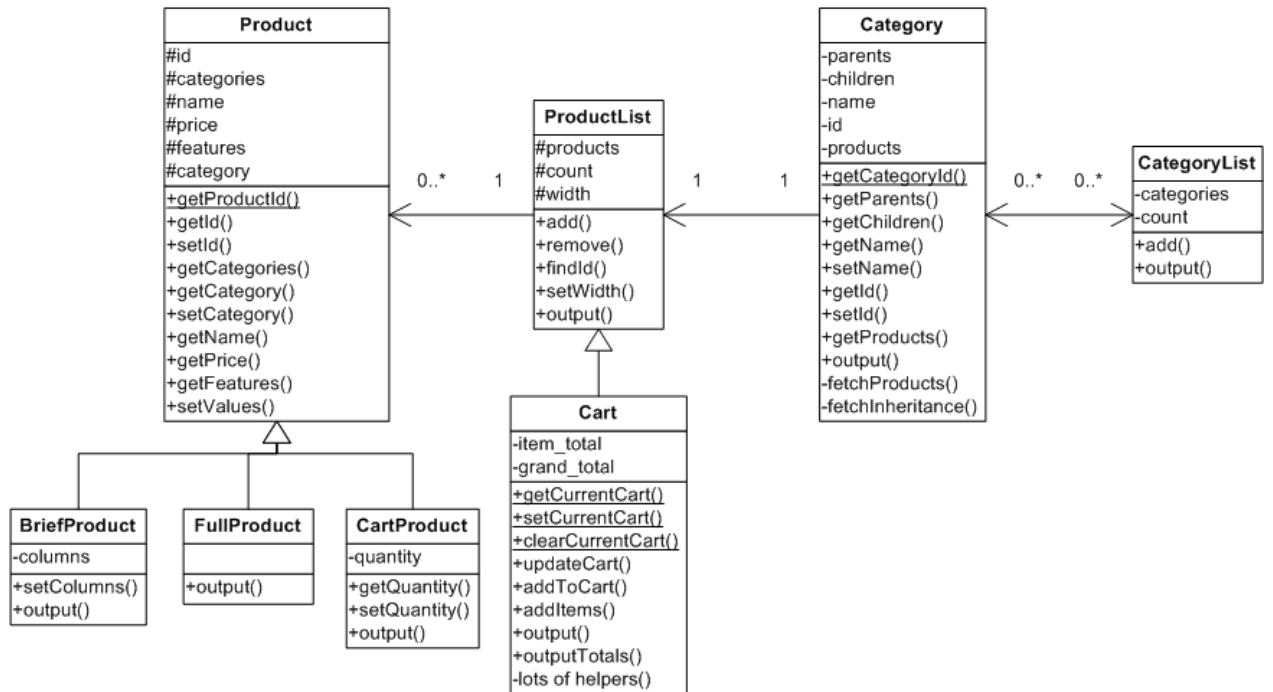 Product
#id
#categories
#name
#price
#features
#category
+getProductId()
+getId()
+setId()
+getCategories()
+getCategory()
+setCategory()
+getName()
+getPrice()
+getFeatures()
+setValues()
0..*
1
ProductList
#products
#count
#width
+add()
+remove()
+findId()
+setWidth()
+output()
1
1
Category
-parents
-children
-name
-id
-products
+getCategoryId()
+getParents()
+getChildren()
+getName()
+setName()
+getId()
+setId()
+getProducts()
+output()
-fetchProducts()
-fetchInheritance()
0..*
0..*
CategoryList
-categories
-count
+add()
+output()
BriefProduct
-columns
+setColumns()
+output()
FullProduct
+output()
CartProduct
-quantity
+getQuantity()
+setQuantity()
+output()
Cart
-item_total
-grand_total
+getCurrentCart()
+setCurrentCart()
+clearCurrentCart()
+updateCart()
+addToCart()
+addItems()
+output()
+outputTotals()
-lots of helpers()